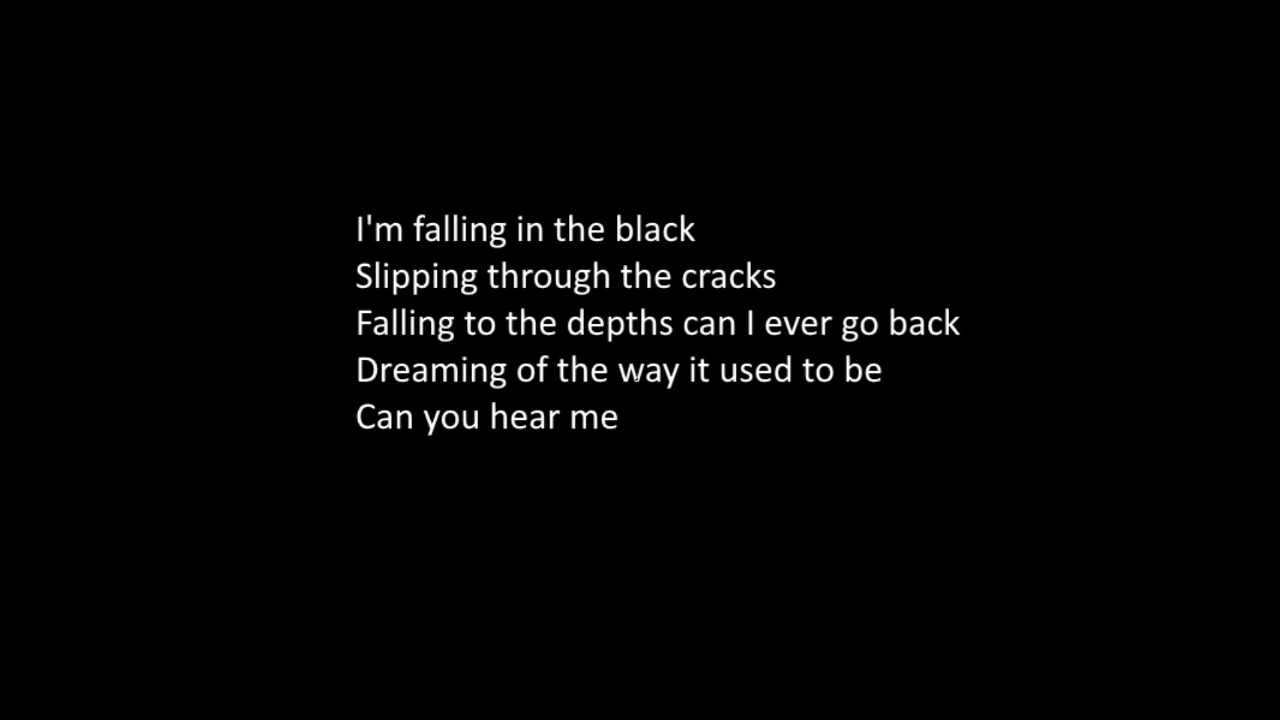 I'm falling in the black
Slipping through the cracks
Falling to the depths can I ever go back
Dreaming of the way it used to be
Can you hear me